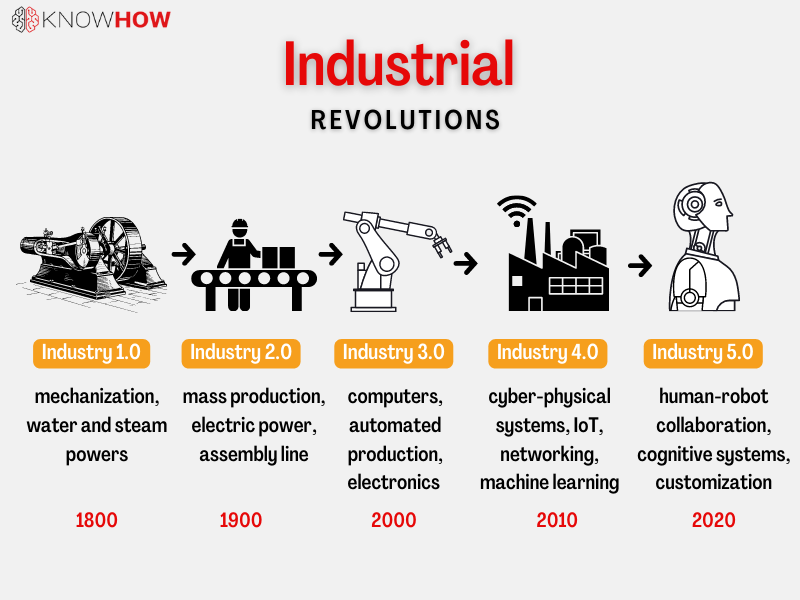 KNOWHOW
Industrial
REVOLUTIONS
Industry 1.0
mechanization,
water and steam
powers
1800
Industry 2.0
mass production,
electric power,
assembly line
1900
Industry 3.0
computers,
automated
production,
electronics
2000
Industry 4.0
cyber-physical
systems, IoT,
networking,
machine learning
2010
Industry 5.0
human-robot
collaboration,
cognitive systems,
customization
2020